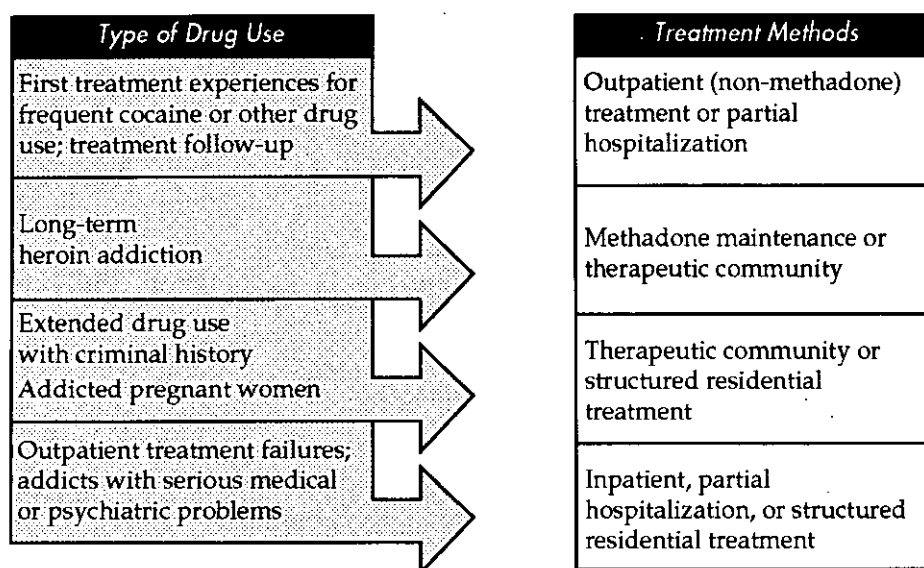 Type of Drug Use
First treatment experiences for
frequent cocaine or other drug
use; treatment follow-up
Long-term
heroin addiction
Extended drug use
with criminal history
Addicted pregnant women
Outpatient treatment failures;
addicts with serious medical
or psychiatric problems
Treatment Methods
Outpatient (non-methadone)
treatment or partial
hospitalization
Methadone maintenance or
therapeutic community
Therapeutic community or
structured residential
treatment
Inpatient, partial
hospitalization, or structured
residential treatment